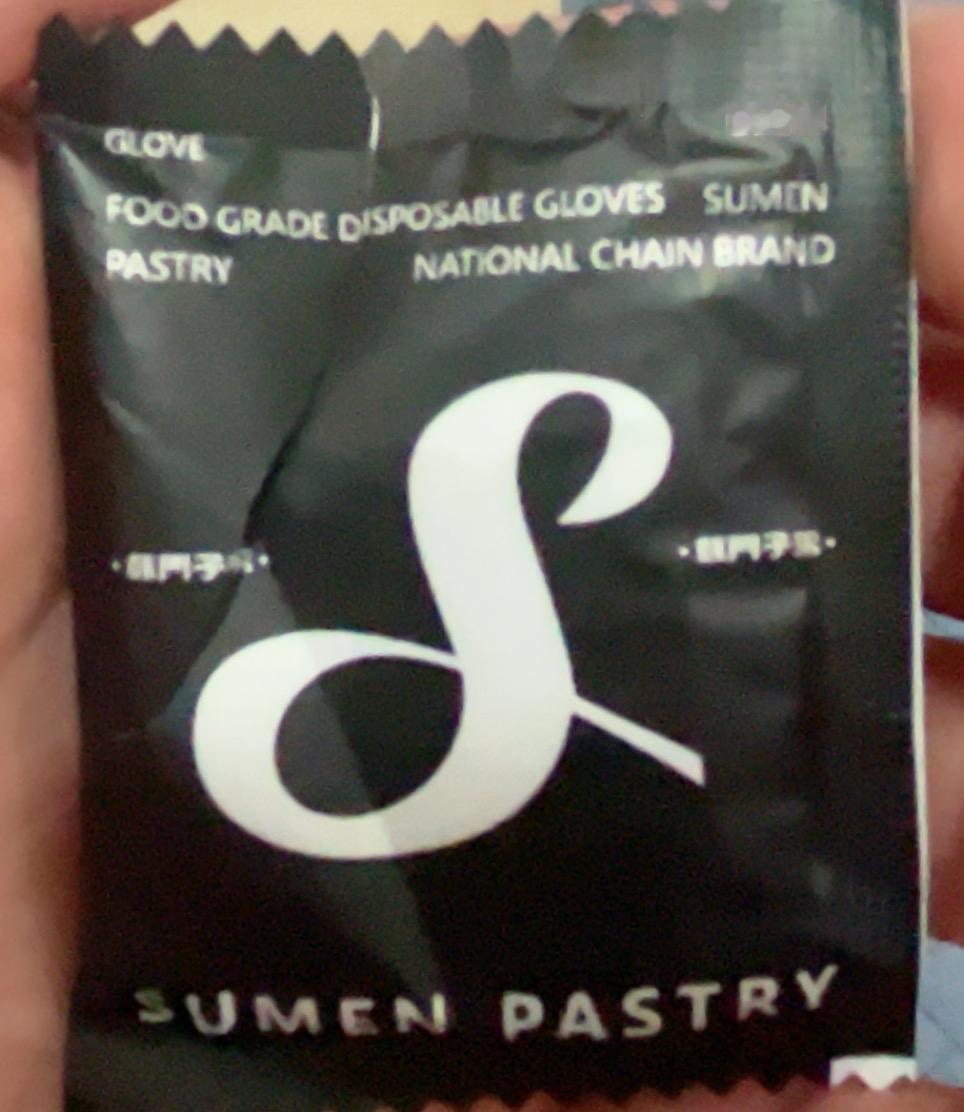 GLOVE
FOOD GRADE DISPOSABLE GLOVES SUMEN
PASTRY NATIONAL CHAIN BRAND
S
SUMEN PASTRY